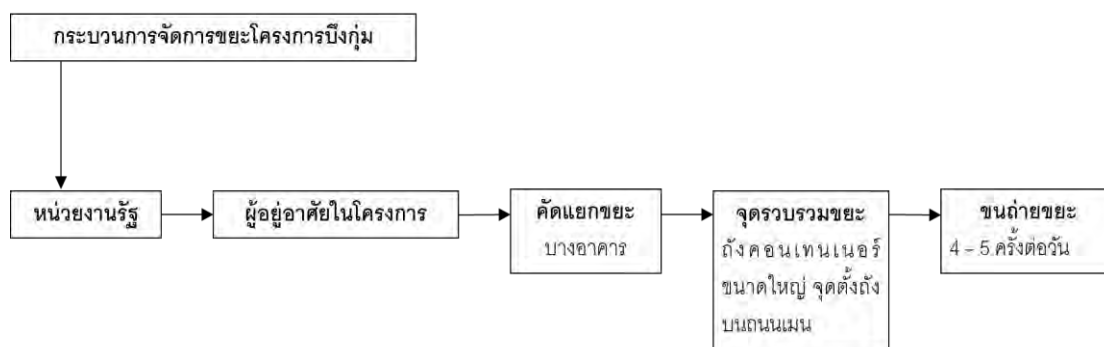 กระบวนการจัดการขยะโครงการบึงกุ่ม
หน่วยงานรัฐ
ผู้อยู่อาศัยในโครงการ
คัดแยกขยะ
บางอาคาร
จุดรวบรวมขยะ
ถังคอนเทนเนอร์
ขนาดใหญ่ จุดตั้งถัง
บนถนนเมน
ขนถ่ายขยะ
4 – 5 ครั้งต่อวัน